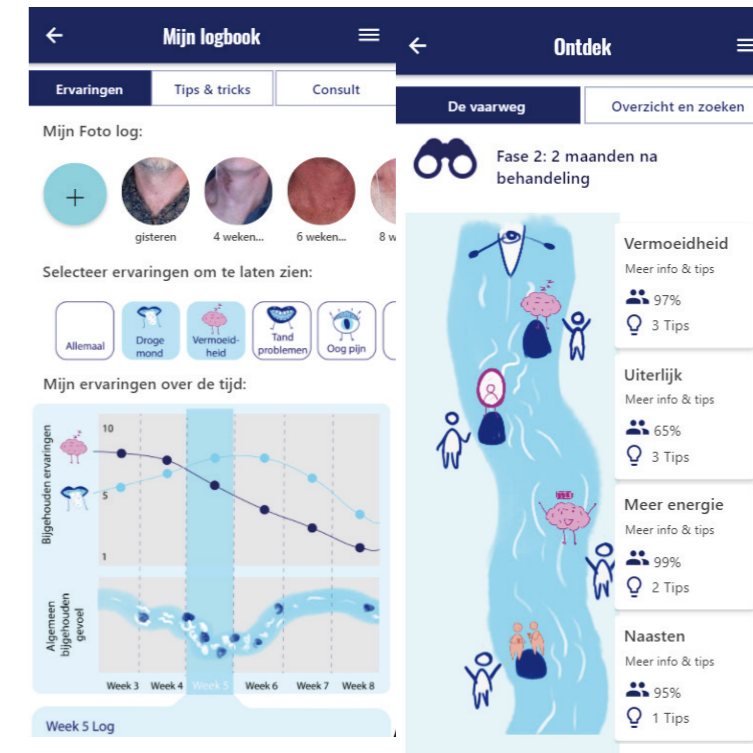 Mijn logbook
Ervaringen
Tips & tricks
Consult
Mijn Foto log:
+
gisteren
4 weken...
6 weken...
8 w
Selecteer ervaringen om te laten zien:
Allemaal
Droge
mond
Vermoeid-
heid
Tand
problemen
Oog pijn
Mijn ervaringen over de tijd:
Bijgehouden ervaringen
10
5
1
Algemeen
bijgehouden
gevoel
Week 3
Week 4
Week 5
Week 6
Week 7
Week 8
Week 5 Log
Ontdek
De vaarweg
Overzicht en zoeken
Fase 2: 2 maanden na
behandeling
Vermoeidheid
Meer info & tips
97%
3 Tips
Uiterlijk
Meer info & tips
65%
3 Tips
Meer energie
Meer info & tips
99%
2 Tips
Naasten
Meer info & tips
95%
1 Tips